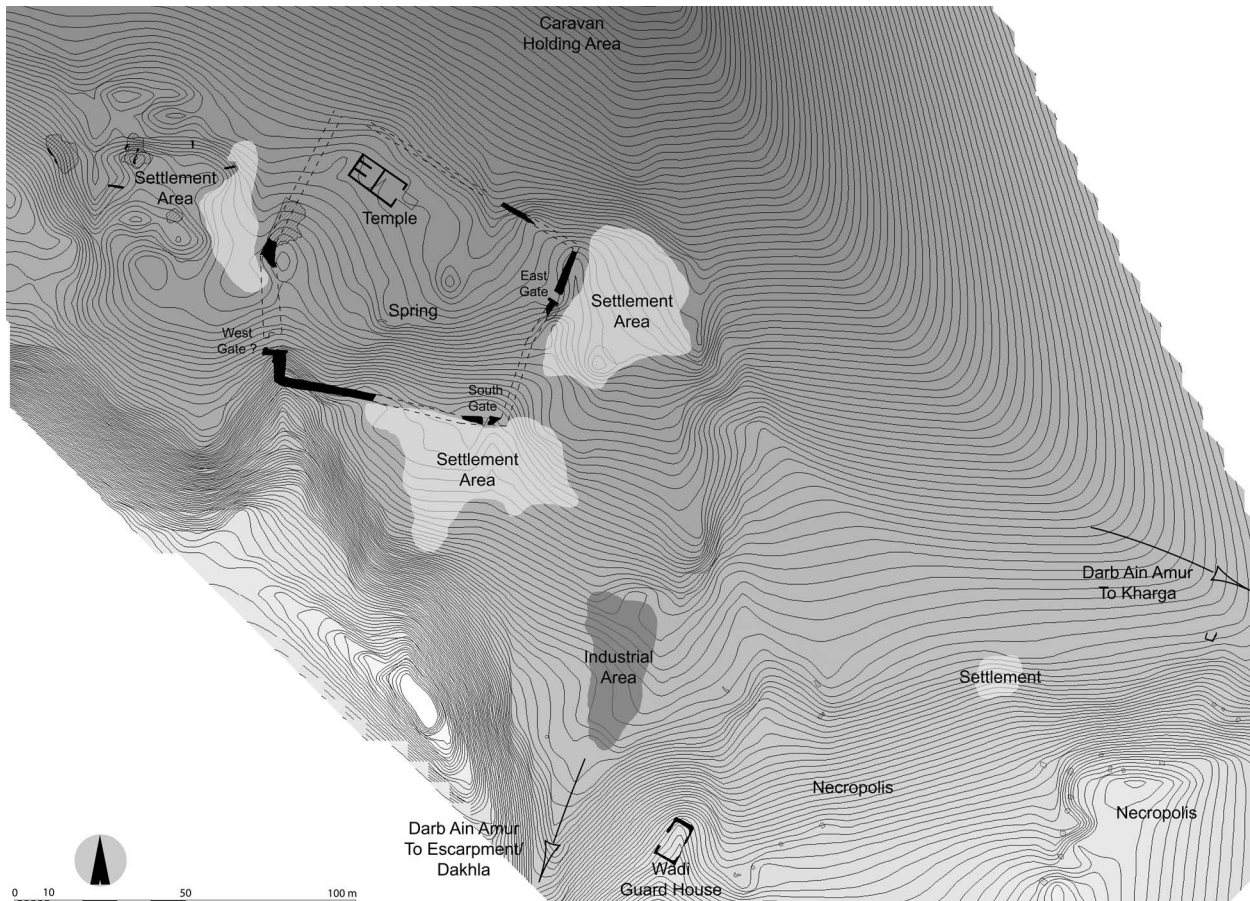 Caravan
Holding Area
Settlement
Area
Temple
East
Gate
Settlement
Area
Spring
West
Gate ?
South
Gate
Settlement
Area
Darb Ain Amur
To Kharga
Industrial
Area
Settlement
Necropolis
Necropolis
Darb Ain Amur
To Escarpment/
Dakhla
Wadi
Guard House
0 10 50 100 m